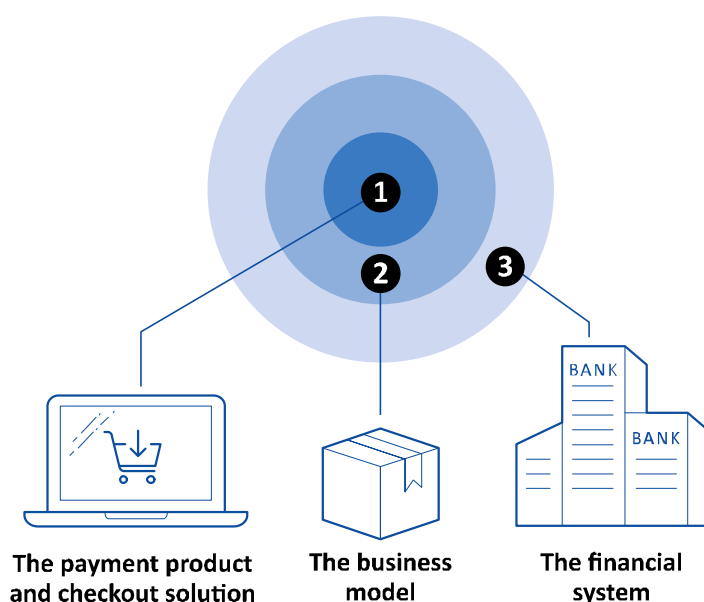 1
2
3
BANK
BANK
The payment product
and checkout solution
The business
model
The financial
system